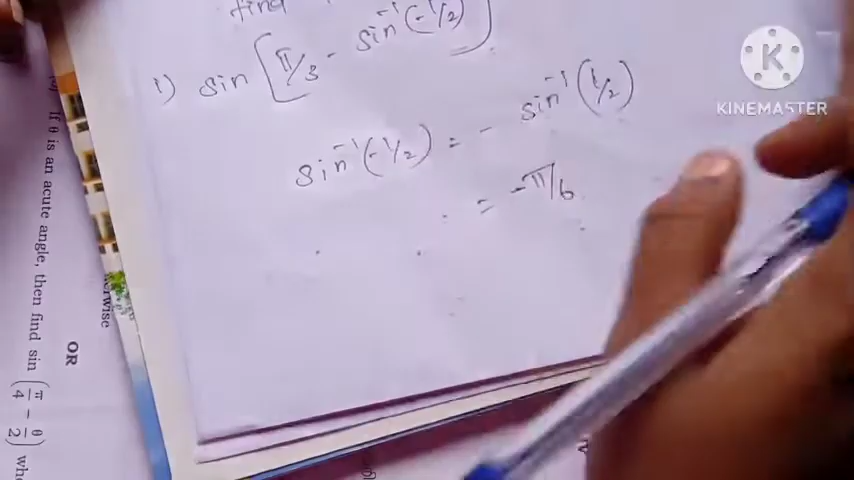 find
1) sin [π/3 - sin⁻¹(-1/2)]
sin⁻¹(-1/2) = - sin⁻¹(1/2)
= -π/6
KINEMASTER
If θ is an acute angle, then find sin (π/4 - θ/2)
erwise
OR